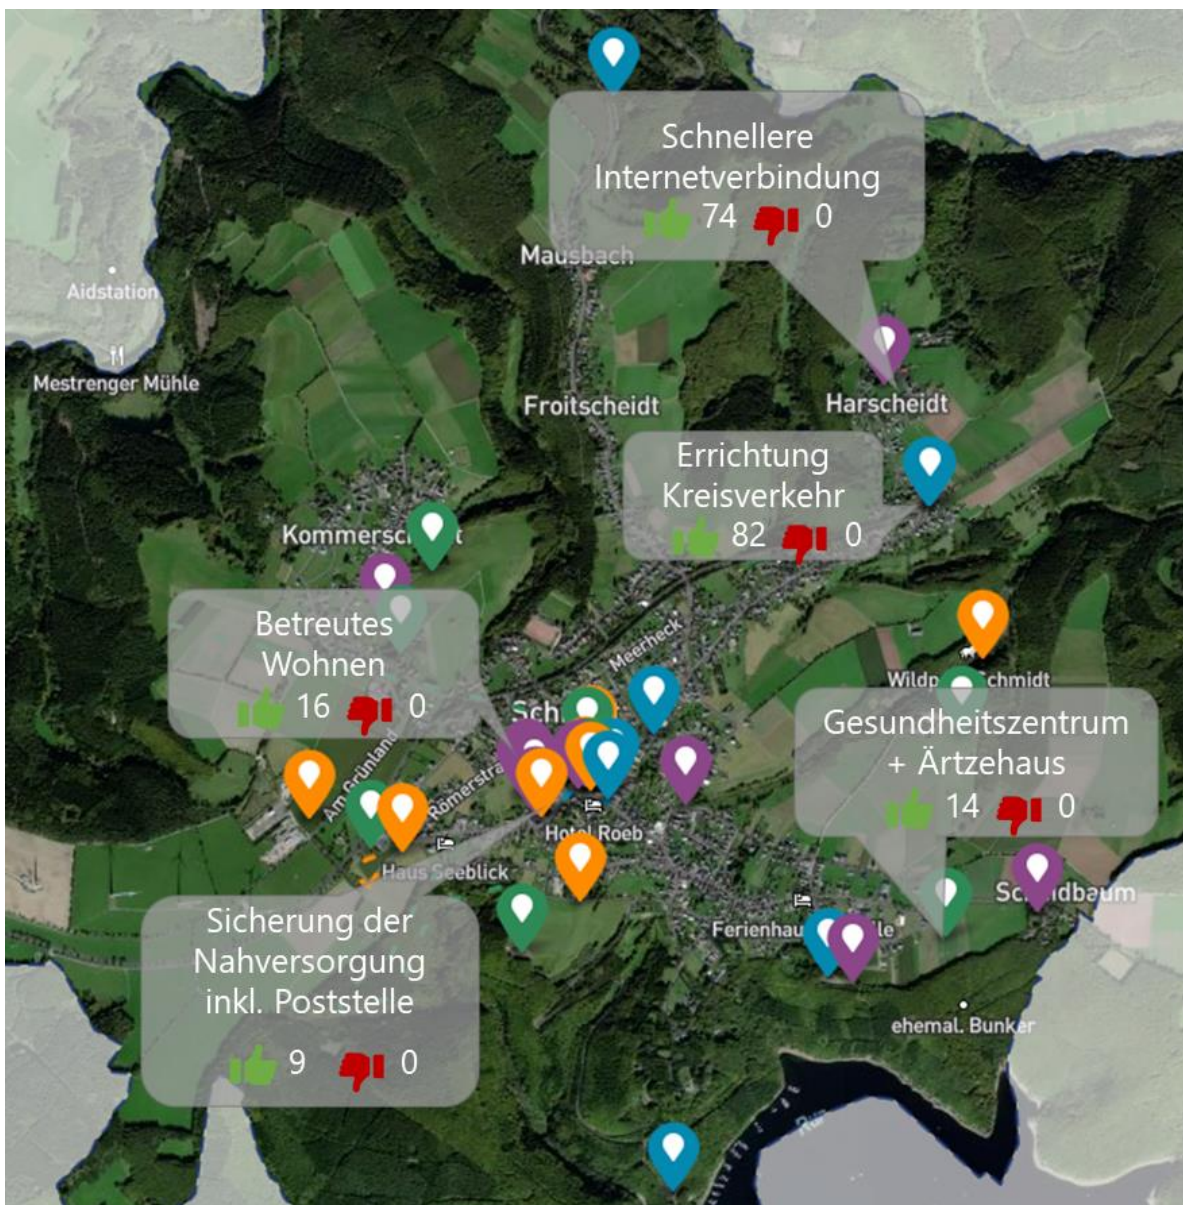 Schnellere
Internetverbindung
74 0
Mausbach
Aidstation
Mestrenger Mühle
Froitscheidt
Harscheidt
Errichtung
Kreisverkehr
82 0
Betreutes
Wohnen
16 0
Meerheck
Gesundheitszentrum
+ Ärtzehaus
14 0
Am Grünland
Hotel Roeb
Haus Seeblick
Sicherung der
Nahversorgung
inkl. Poststelle
9 0
ehemal. Bunker
Rur